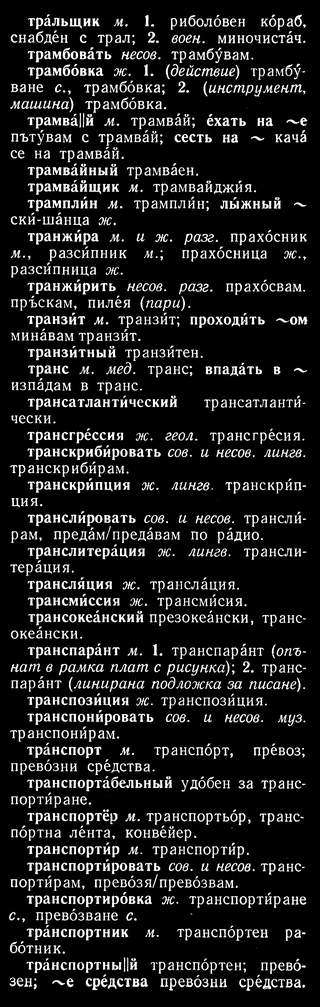 тра́льщик м. 1. риболо́вен ко́раб,
снабде́н с трал; 2. воен. миночиста́ч.
трамбова́ть несов. трамбу́вам.
трамбо́вка ж. 1. (действие) трамбу́-
ване с., трамбо́вка; 2. (инструмент,
машина) трамбо́вка.
трамва́||й м. трамва́й; е́хать на ~е
пъту́вам с трамва́й; сесть на ~ кача́
се на трамва́й.
трамва́йный трамва́ен.
трамва́йщик м. трамвайджи́я.
трампли́н м. трампли́н; лы́жный ~
ски́-ша́нца ж.
транжи́ра м. и ж. разг. прахо́сник
м., разси́пник м.; прахо́сница ж.,
разси́пница ж.
транжи́рить несов. разг. прахо́свам.
пръ́скам, пиле́я (пари).
транзи́т м. транзи́т; проходи́ть ~ом
мина́вам транзи́т.
транзи́тный транзи́тен.
транс м. мед. транс; впада́ть в ~
изпа́дам в транс.
трансатланти́ческий трансатланти́-
чески.
трансгре́ссия ж. геол. трансгре́сия.
транскриби́ровать сов. и несов. лингв.
транскриби́рам.
транскри́пция ж. лингв. транскри́п-
ция.
трансли́ровать сов. и несов. трансли́-
рам, преда́м/преда́вам по ра́дио.
транслитера́ция ж. лингв. трансли-
тера́ция.
трансля́ция ж. трансла́ция.
трансми́ссия ж. трансми́сия.
трансокеа́нский презокеа́нски, транс-
океа́нски.
транспара́нт м. 1. транспара́нт (опъ-
нат в рамка плат с рисунка); 2. транс-
пара́нт (линирана подложка за писане).
транспози́ция ж. транспози́ция.
транспони́ровать сов. и несов. муз.
транспони́рам.
тра́нспорт м. транспо́рт, пре́воз;
прево́зни сре́дства.
транспорта́бельный удо́бен за транс-
порти́ране.
транспортёр м. транспортьо́р, транс-
по́ртна ле́нта, конве́йер.
транспорти́р м. транспорти́р.
транспорти́ровать сов. и несов. транс-
порти́рам, прево́зя/прево́звам.
транспортиро́вка ж. транспорти́ране
с., прево́зване с.
тра́нспортник м. транспо́ртен ра-
бо́тник.
тра́нспортны||й транспо́ртен; прево́-
зен; ~е сре́дства прево́зни сре́дства.